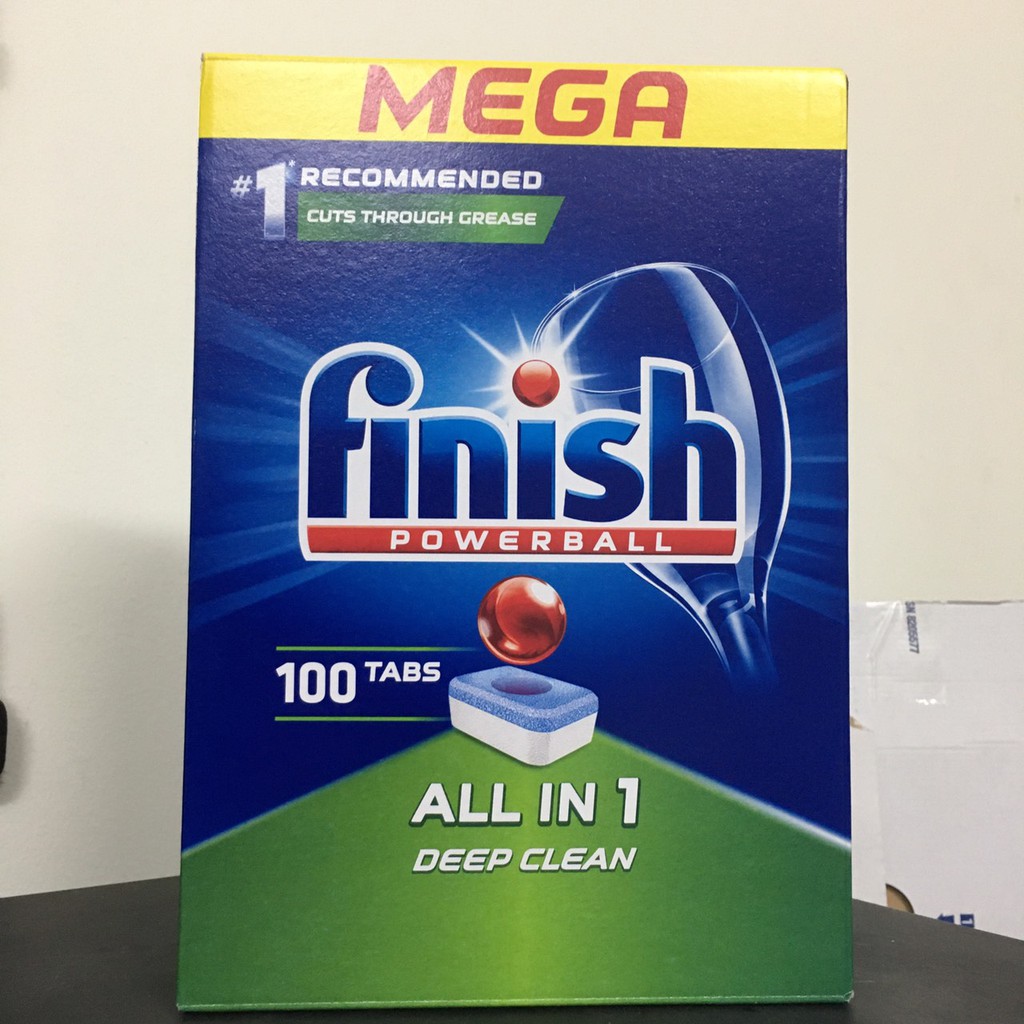 MEGA
#1* RECOMMENDED
CUTS THROUGH GREASE
finish
POWERBALL
100 TABS
ALL IN 1
DEEP CLEAN